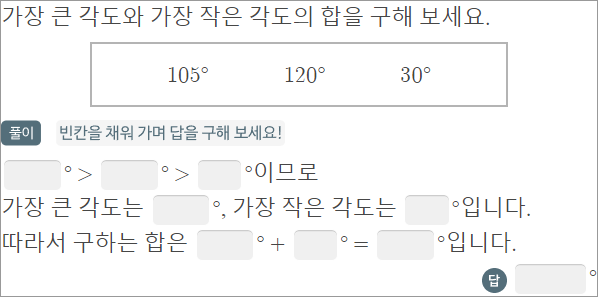 가장 큰 각도와 가장 작은 각도의 합을 구해 보세요.
105° 120° 30°
풀이 빈칸을 채워 가며 답을 구해 보세요!
° > ° > °이므로
가장 큰 각도는 °, 가장 작은 각도는 °입니다.
따라서 구하는 합은 ° + ° = °입니다.
답 °